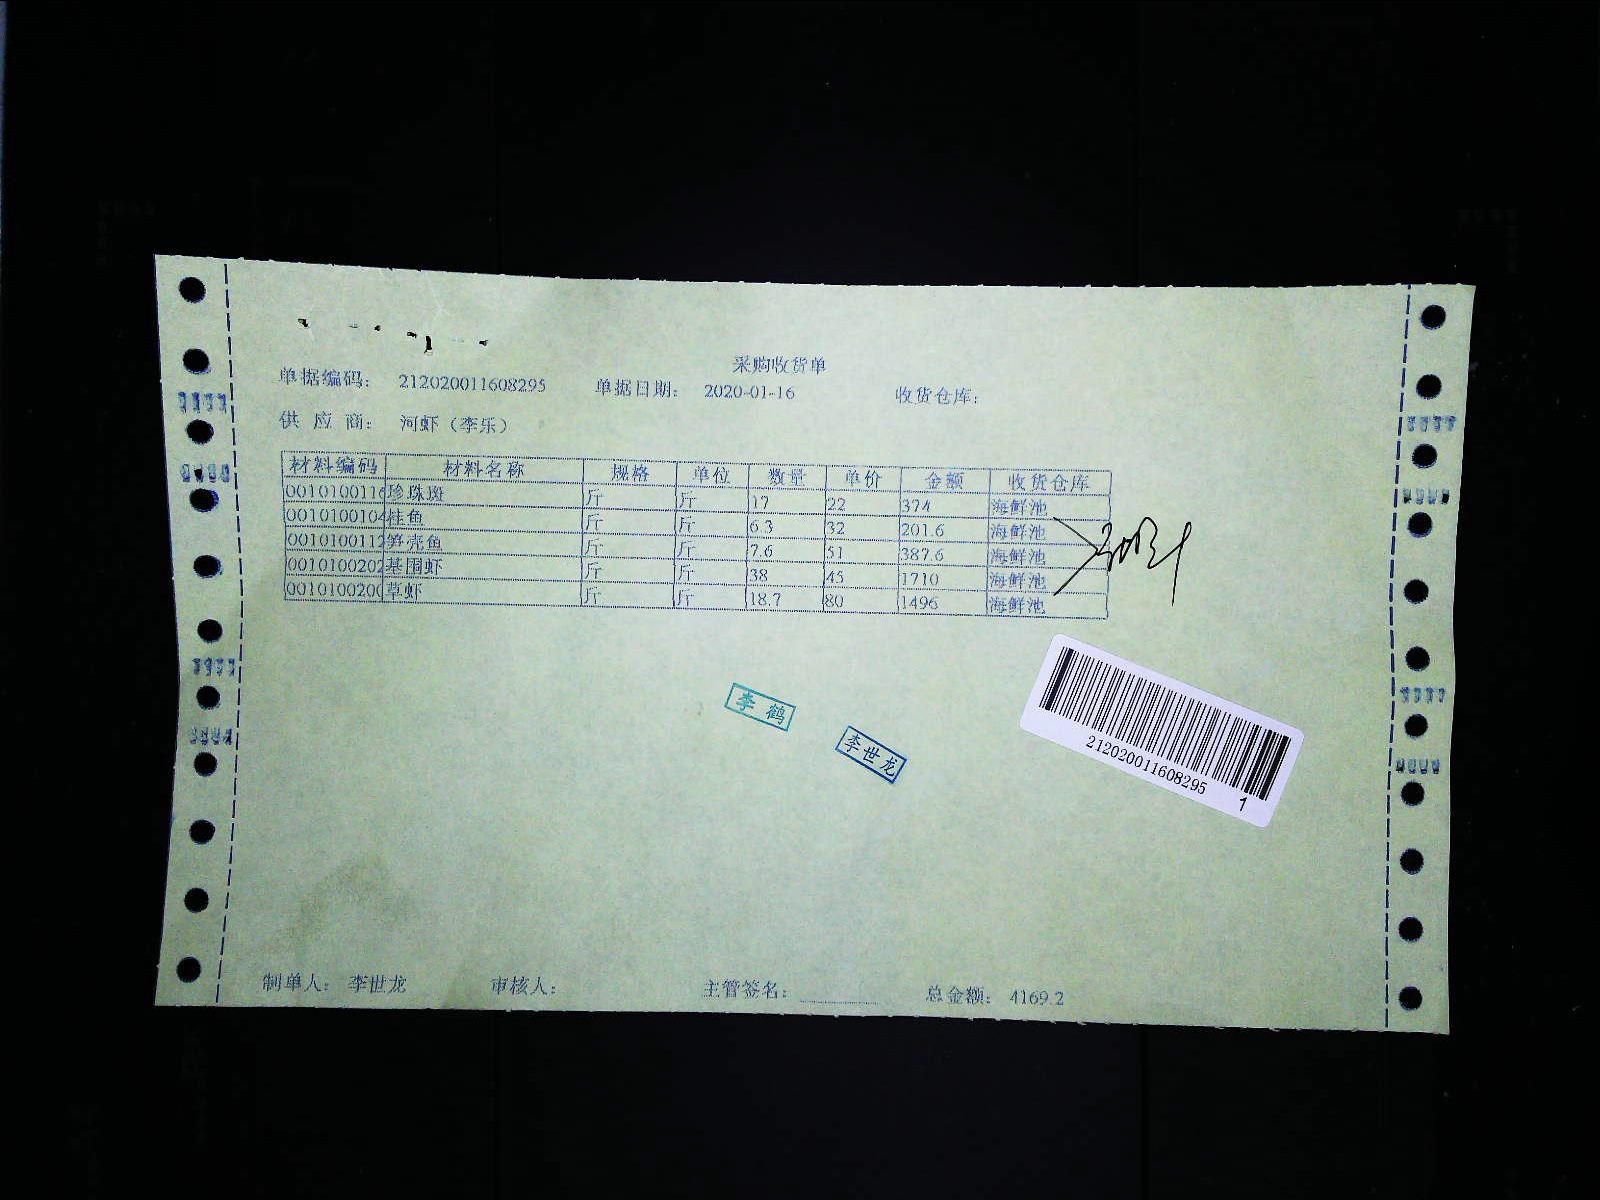 采购收货单
单据编码： 212020011608295 单据日期： 2020-01-16 收货仓库：
供 应 商： 河虾（李乐）
材料编码 材料名称 规格 单位 数量 单价 金额 收货仓库
0010100116 珍珠斑 斤 斤 17 22 374 海鲜池
0010100104 桂鱼 斤 斤 6.3 32 201.6 海鲜池
0010100112 笋壳鱼 斤 斤 7.6 51 387.6 海鲜池
0010100202 基围虾 斤 斤 38 45 1710 海鲜池
001010020 草虾 斤 斤 18.7 80 1496 海鲜池
李鹤
李世龙
212020011608295
1
制单人： 李世龙 审核人： 主管签名： 总金额： 4169.2